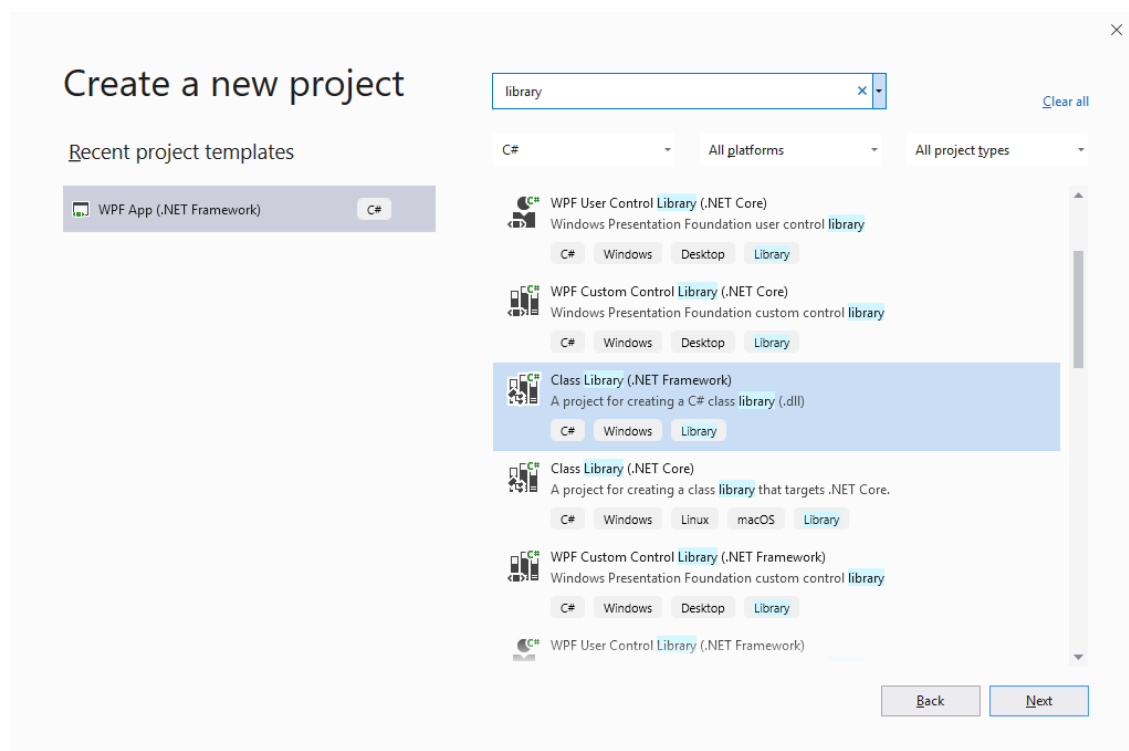 Create a new project
library
Clear all
Recent project templates
C# All platforms All project types
WPF App (.NET Framework) C#
WPF User Control Library (.NET Core)
Windows Presentation Foundation user control library
C# Windows Desktop Library
WPF Custom Control Library (.NET Core)
Windows Presentation Foundation custom control library
C# Windows Desktop Library
Class Library (.NET Framework)
A project for creating a C# class library (.dll)
C# Windows Library
Class Library (.NET Core)
A project for creating a class library that targets .NET Core.
C# Windows Linux macOS Library
WPF Custom Control Library (.NET Framework)
Windows Presentation Foundation custom control library
C# Windows Desktop Library
WPF User Control Library (.NET Framework)
Back Next